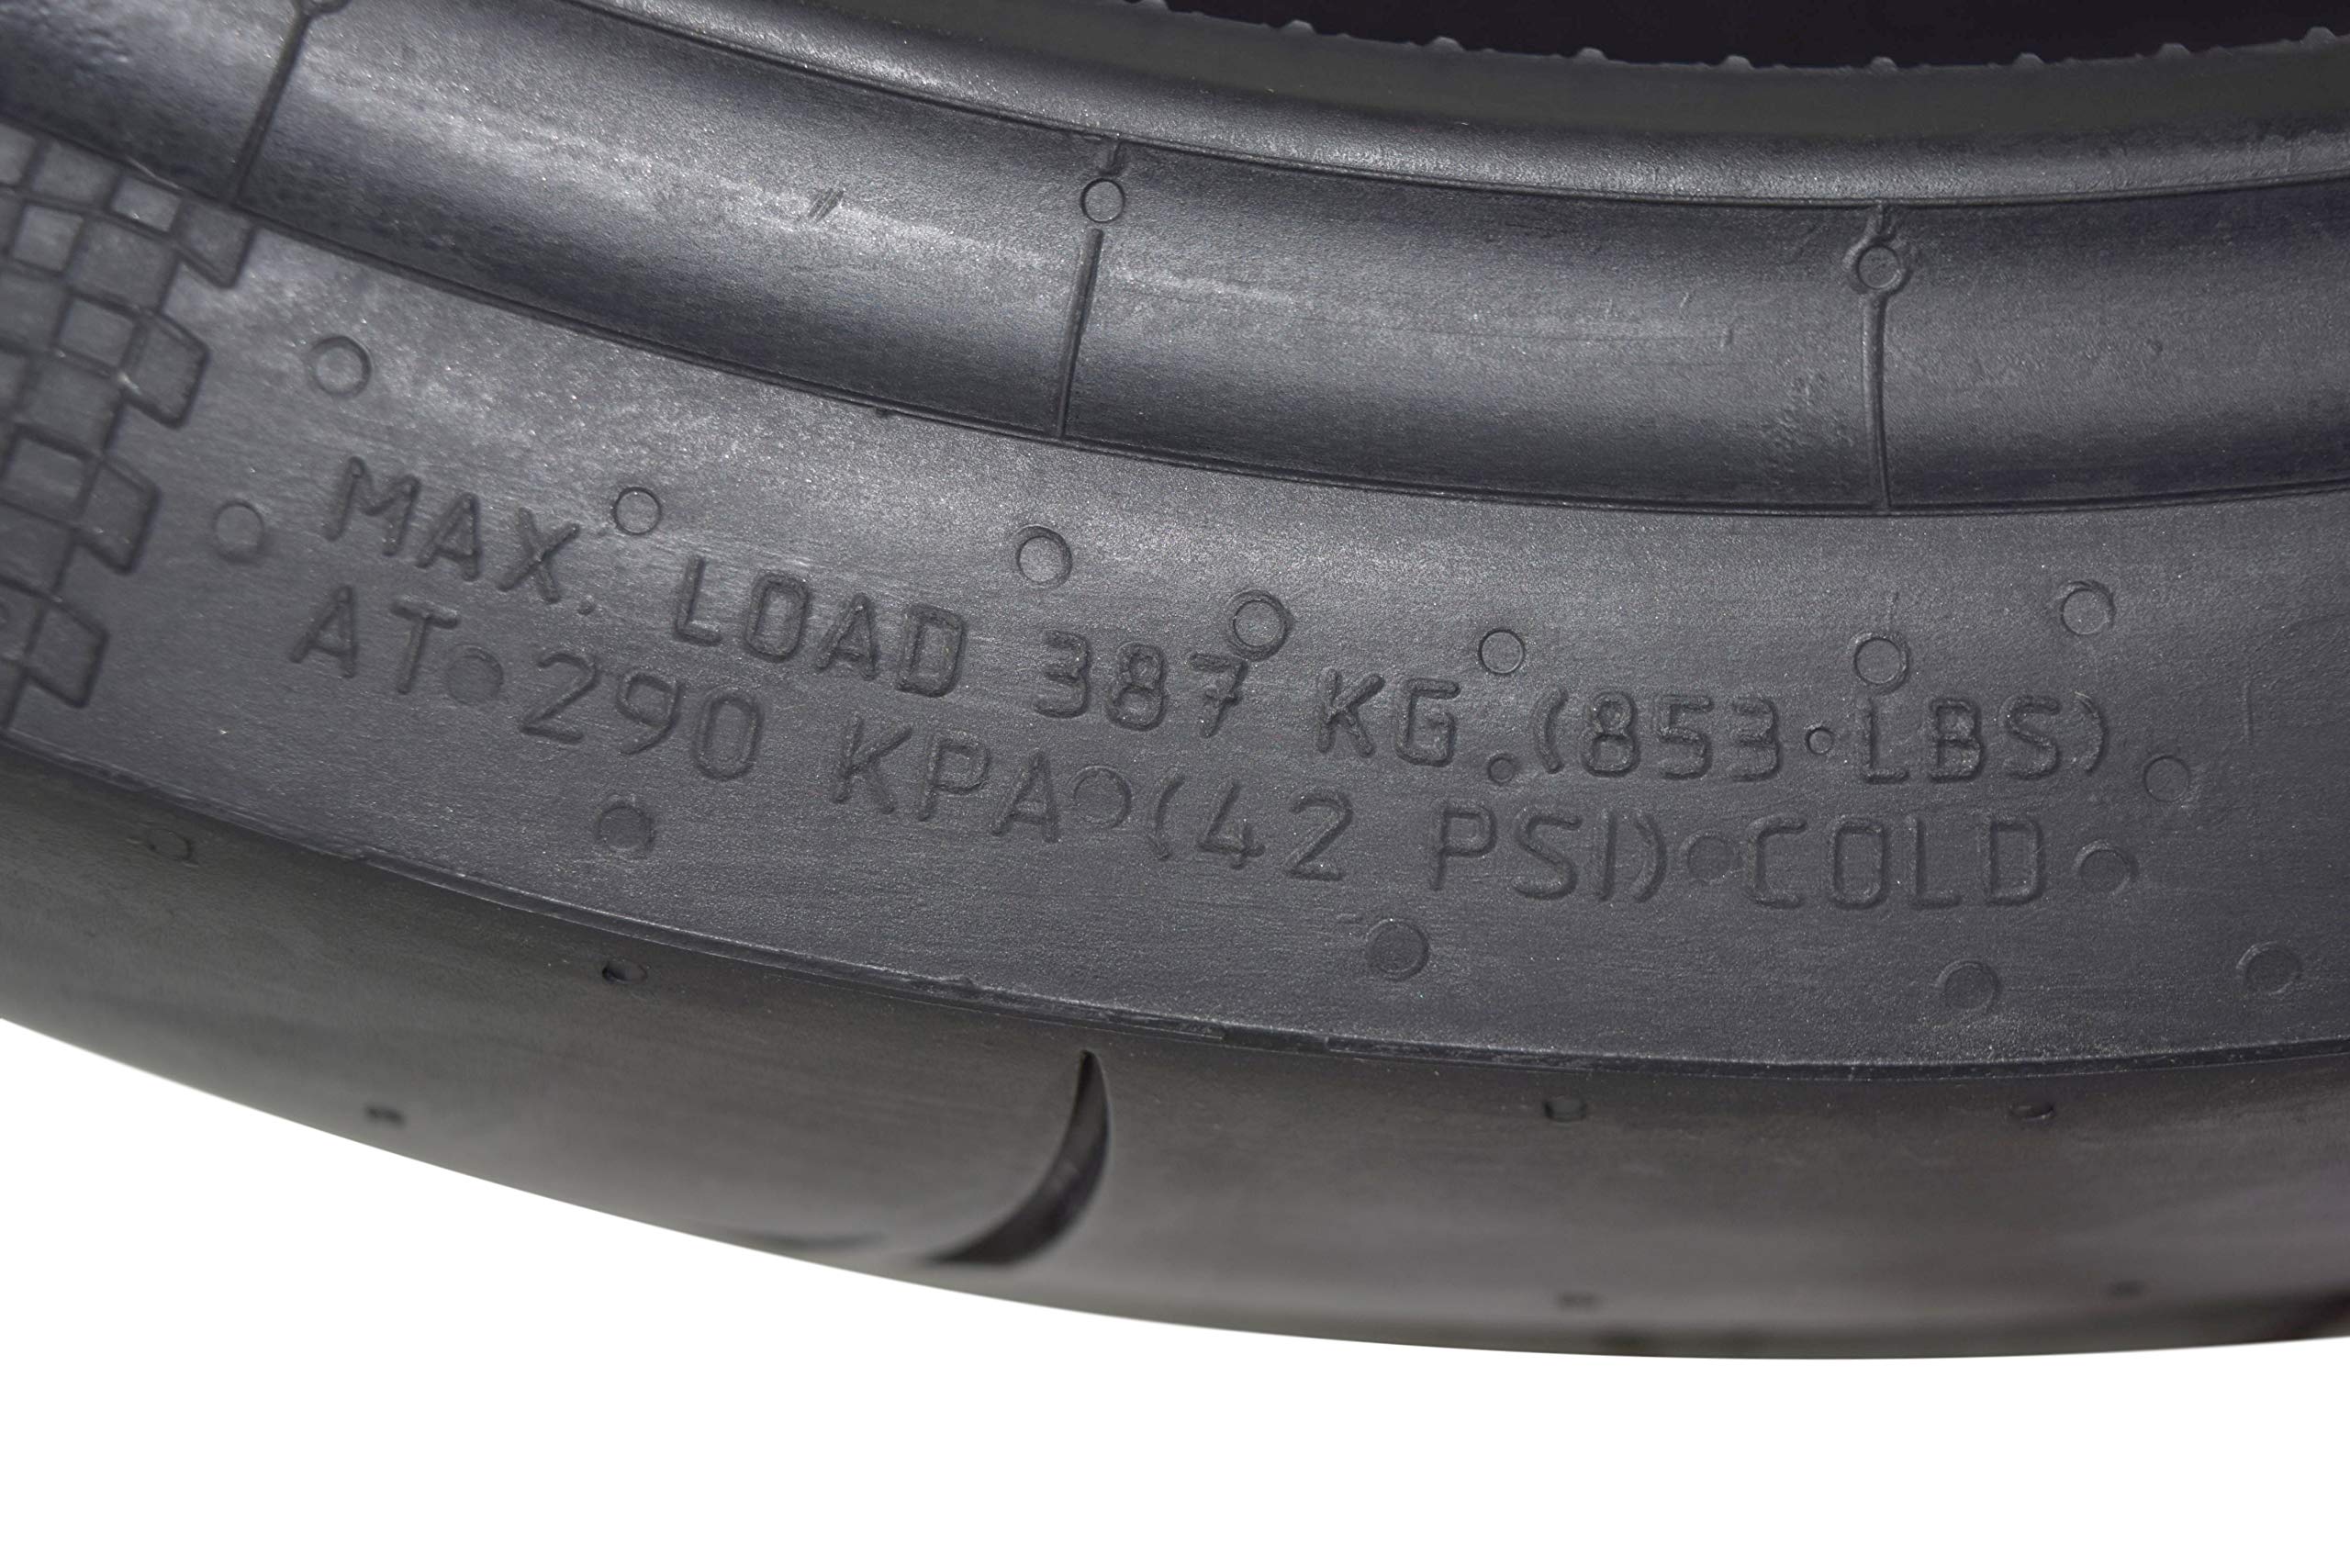 MAX. LOAD 387 KG. (853 LBS)
AT 290 KPA (42 PSI) COLD